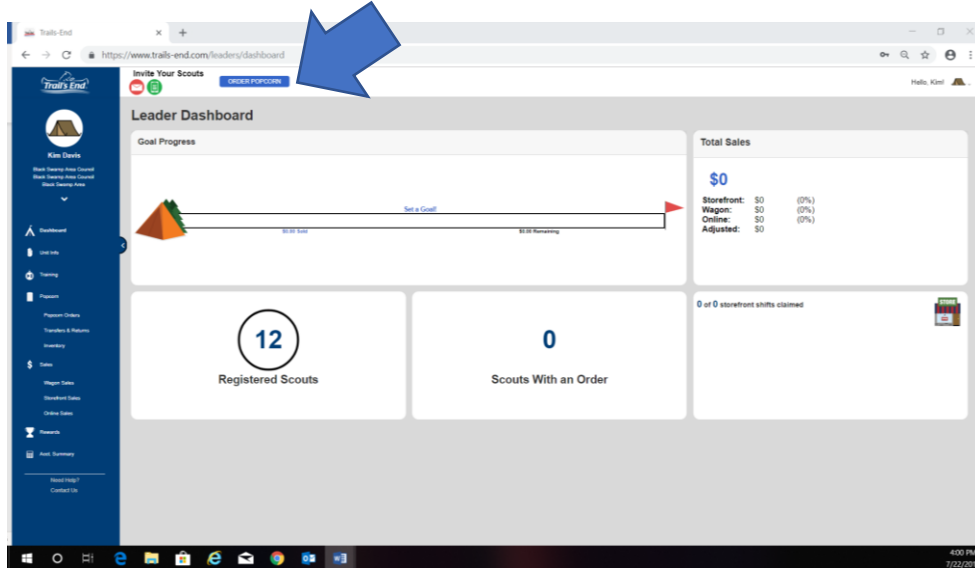 Trails-End
https://www.trails-end.com/leaders/dashboard
Trail's End
Invite Your Scouts
ORDER POPCORN
Hello, Kim!
Kim Davis
Black Swamp Area Council
Black Swamp Area Council
Black Swamp Area
Dashboard
Unit Info
Training
Popcorn
Popcorn Orders
Transfers & Returns
Inventory
Sales
Wagon Sales
Storefront Sales
Online Sales
Rewards
Acct. Summary
Need Help?
Contact Us
Leader Dashboard
Goal Progress
Set a Goal!
$0.00 Sold
$0.00 Remaining
Total Sales
$0
Storefront: $0 (0%)
Wagon: $0 (0%)
Online: $0 (0%)
Adjusted: $0
12
Registered Scouts
0
Scouts With an Order
0 of 0 storefront shifts claimed
STORE
4:00 PM